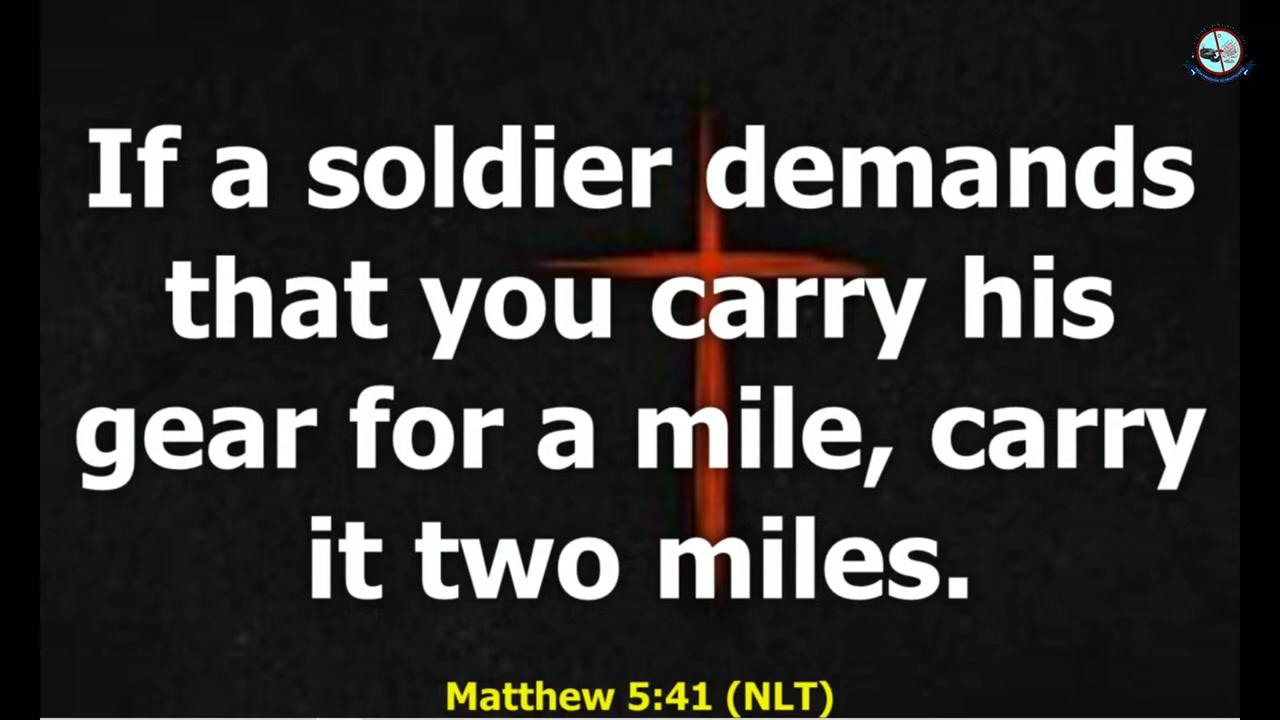 If a soldier demands
that you carry his
gear for a mile, carry
it two miles.
Matthew 5:41 (NLT)